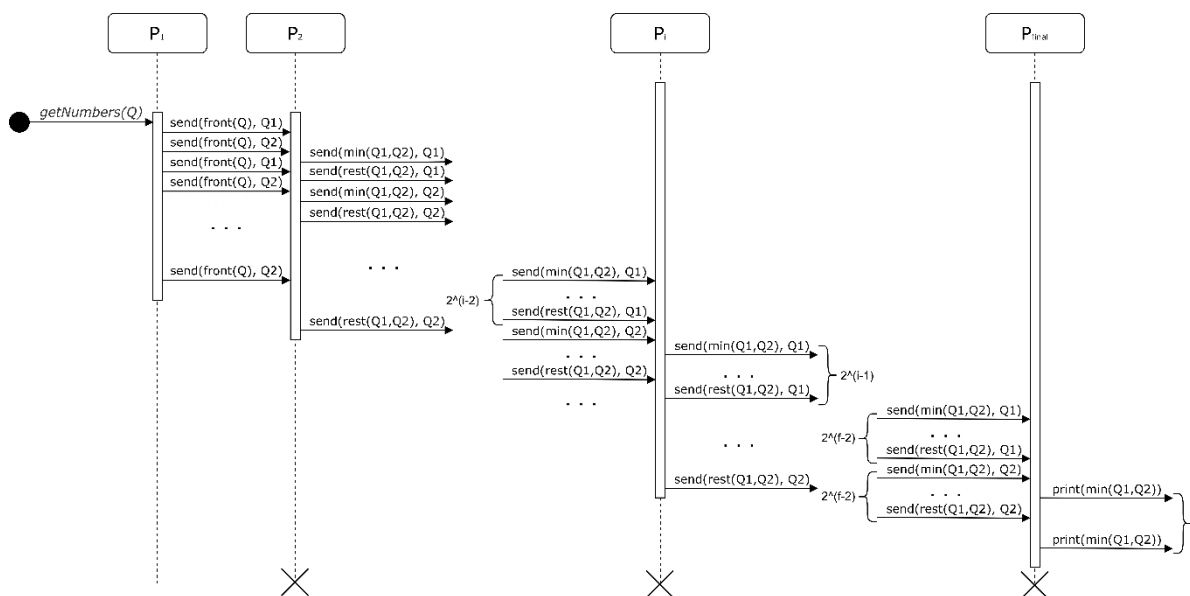 P1
P2
Pi
Pfinal
getNumbers(Q)
send(front(Q), Q1)
send(front(Q), Q2)
send(front(Q), Q1)
send(front(Q), Q2)
. . .
send(front(Q), Q2)
send(min(Q1,Q2), Q1)
send(rest(Q1,Q2), Q1)
send(min(Q1,Q2), Q2)
send(rest(Q1,Q2), Q2)
. . .
send(rest(Q1,Q2), Q2)
2^(i-2)
send(min(Q1,Q2), Q1)
. . .
send(rest(Q1,Q2), Q1)
send(min(Q1,Q2), Q2)
. . .
send(rest(Q1,Q2), Q2)
. . .
send(min(Q1,Q2), Q1)
. . .
send(rest(Q1,Q2), Q1)
2^(i-1)
. . .
send(rest(Q1,Q2), Q2)
2^(f-2)
send(min(Q1,Q2), Q1)
. . .
send(rest(Q1,Q2), Q1)
2^(f-2)
send(min(Q1,Q2), Q2)
. . .
send(rest(Q1,Q2), Q2)
print(min(Q1,Q2))
print(min(Q1,Q2))